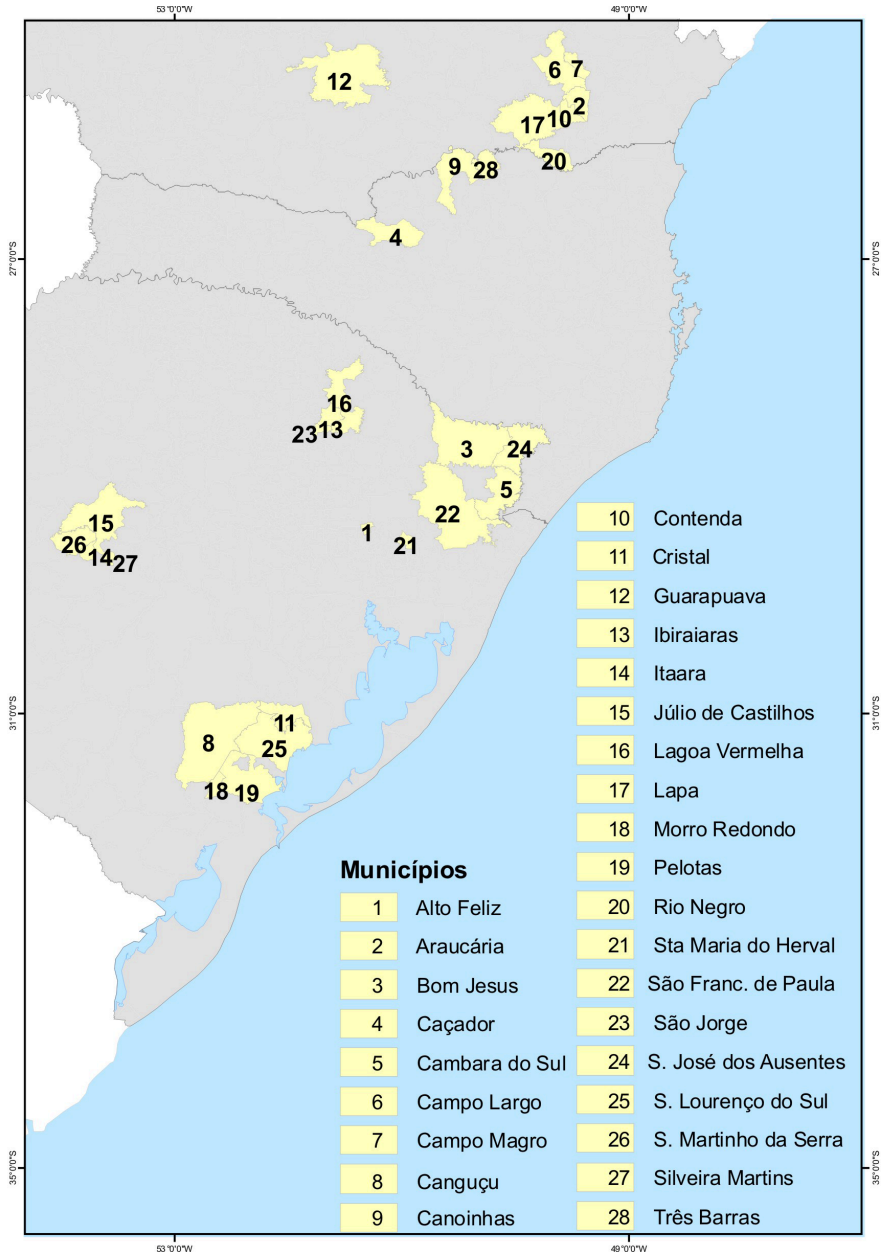 53°0'0"W 49°0'0"W
12
6 7
2
17 10
9 28 20
4
27°0'0"S 27°0'0"S
16
23 13
3 24
5
22
15
1
26 21
14 27
31°0'0"S 31°0'0"S
11
8
25
18 19
35°0'0"S 35°0'0"S
53°0'0"W 49°0'0"W
Municípios
1 Alto Feliz
2 Araucária
3 Bom Jesus
4 Caçador
5 Cambara do Sul
6 Campo Largo
7 Campo Magro
8 Canguçu
9 Canoinhas
10 Contenda
11 Cristal
12 Guarapuava
13 Ibiraiaras
14 Itaara
15 Júlio de Castilhos
16 Lagoa Vermelha
17 Lapa
18 Morro Redondo
19 Pelotas
20 Rio Negro
21 Sta Maria do Herval
22 São Franc. de Paula
23 São Jorge
24 S. José dos Ausentes
25 S. Lourenço do Sul
26 S. Martinho da Serra
27 Silveira Martins
28 Três Barras